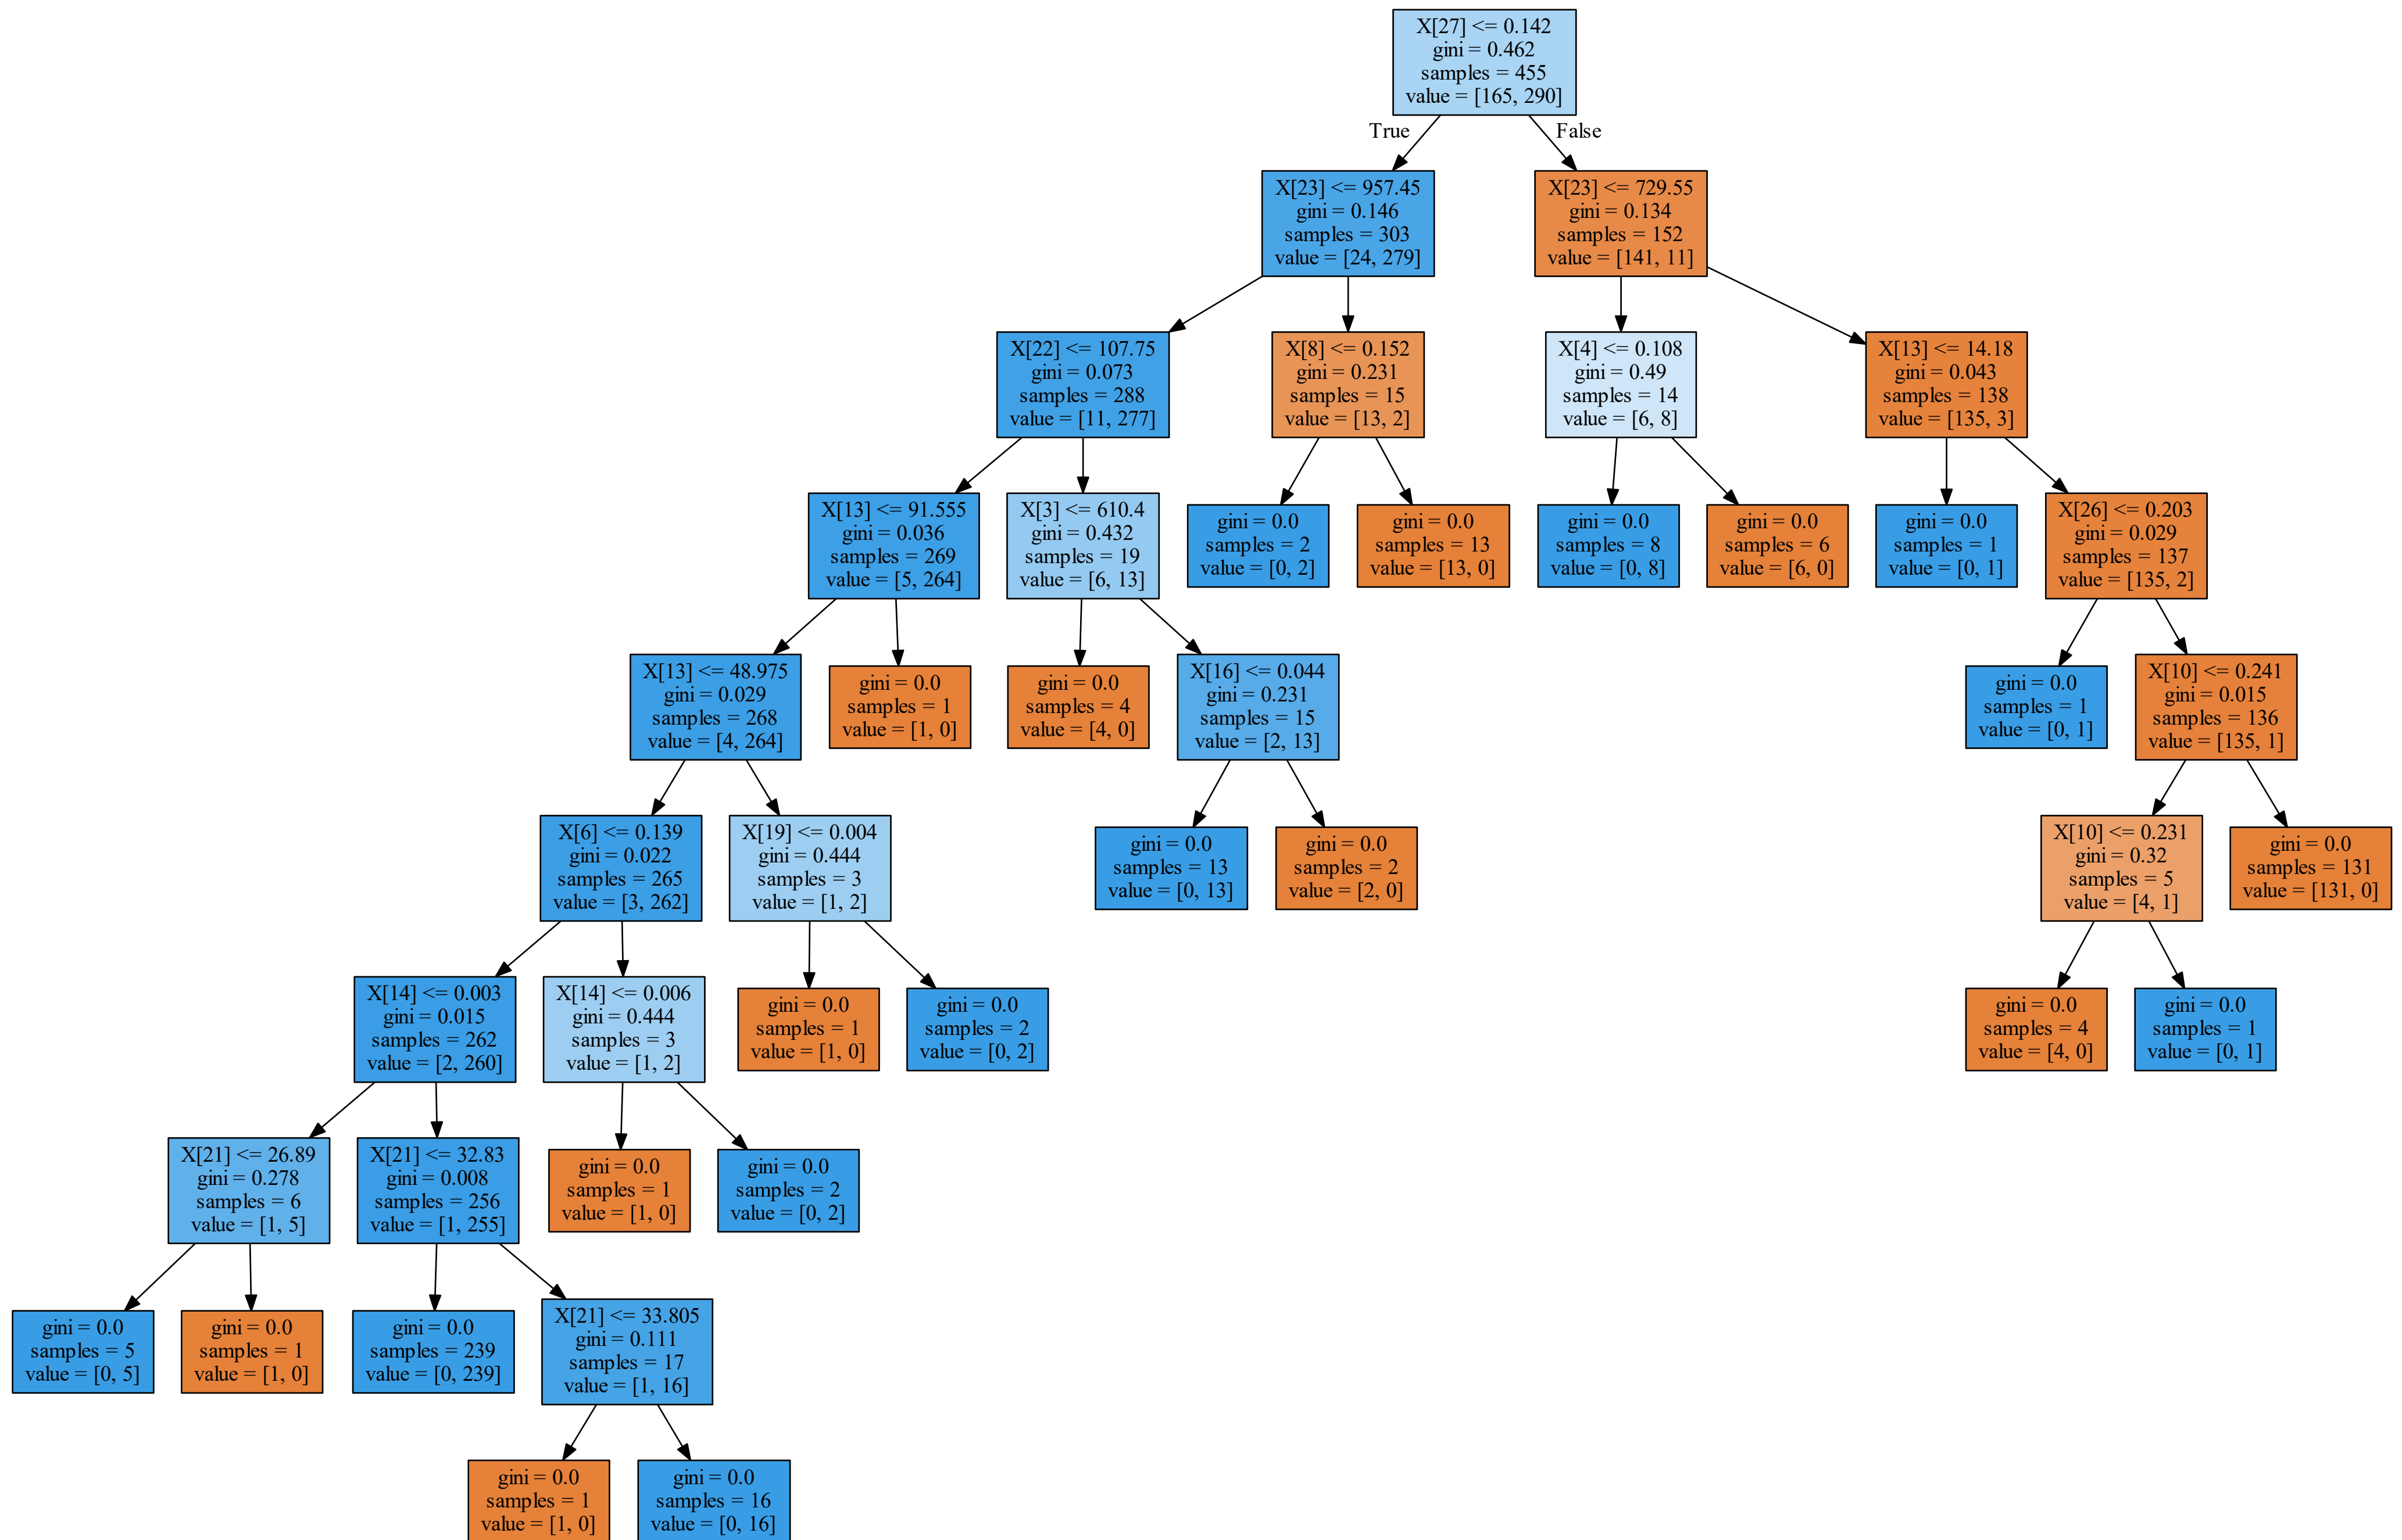 X[27] <= 0.142
gini = 0.462
samples = 455
value = [165, 290]
True
False
X[23] <= 957.45
gini = 0.146
samples = 303
value = [24, 279]
X[23] <= 729.55
gini = 0.134
samples = 152
value = [141, 11]
X[22] <= 107.75
gini = 0.073
samples = 288
value = [11, 277]
X[8] <= 0.152
gini = 0.231
samples = 15
value = [13, 2]
X[4] <= 0.108
gini = 0.49
samples = 14
value = [6, 8]
X[13] <= 14.18
gini = 0.043
samples = 138
value = [135, 3]
X[13] <= 91.555
gini = 0.036
samples = 269
value = [5, 264]
X[3] <= 610.4
gini = 0.432
samples = 19
value = [6, 13]
gini = 0.0
samples = 2
value = [0, 2]
gini = 0.0
samples = 13
value = [13, 0]
gini = 0.0
samples = 8
value = [0, 8]
gini = 0.0
samples = 6
value = [6, 0]
gini = 0.0
samples = 1
value = [0, 1]
X[26] <= 0.203
gini = 0.029
samples = 137
value = [135, 2]
X[13] <= 48.975
gini = 0.029
samples = 268
value = [4, 264]
gini = 0.0
samples = 1
value = [1, 0]
gini = 0.0
samples = 4
value = [4, 0]
X[16] <= 0.044
gini = 0.231
samples = 15
value = [2, 13]
gini = 0.0
samples = 1
value = [0, 1]
X[10] <= 0.241
gini = 0.015
samples = 136
value = [135, 1]
X[6] <= 0.139
gini = 0.022
samples = 265
value = [3, 262]
X[19] <= 0.004
gini = 0.444
samples = 3
value = [1, 2]
gini = 0.0
samples = 13
value = [0, 13]
gini = 0.0
samples = 2
value = [2, 0]
X[10] <= 0.231
gini = 0.32
samples = 5
value = [4, 1]
gini = 0.0
samples = 131
value = [131, 0]
X[14] <= 0.003
gini = 0.015
samples = 262
value = [2, 260]
X[14] <= 0.006
gini = 0.444
samples = 3
value = [1, 2]
gini = 0.0
samples = 1
value = [1, 0]
gini = 0.0
samples = 2
value = [0, 2]
gini = 0.0
samples = 4
value = [4, 0]
gini = 0.0
samples = 1
value = [0, 1]
X[21] <= 26.89
gini = 0.278
samples = 6
value = [1, 5]
X[21] <= 32.83
gini = 0.008
samples = 256
value = [1, 255]
gini = 0.0
samples = 1
value = [1, 0]
gini = 0.0
samples = 2
value = [0, 2]
gini = 0.0
samples = 5
value = [0, 5]
gini = 0.0
samples = 1
value = [1, 0]
gini = 0.0
samples = 239
value = [0, 239]
X[21] <= 33.805
gini = 0.111
samples = 17
value = [1, 16]
gini = 0.0
samples = 1
value = [1, 0]
gini = 0.0
samples = 16
value = [0, 16]